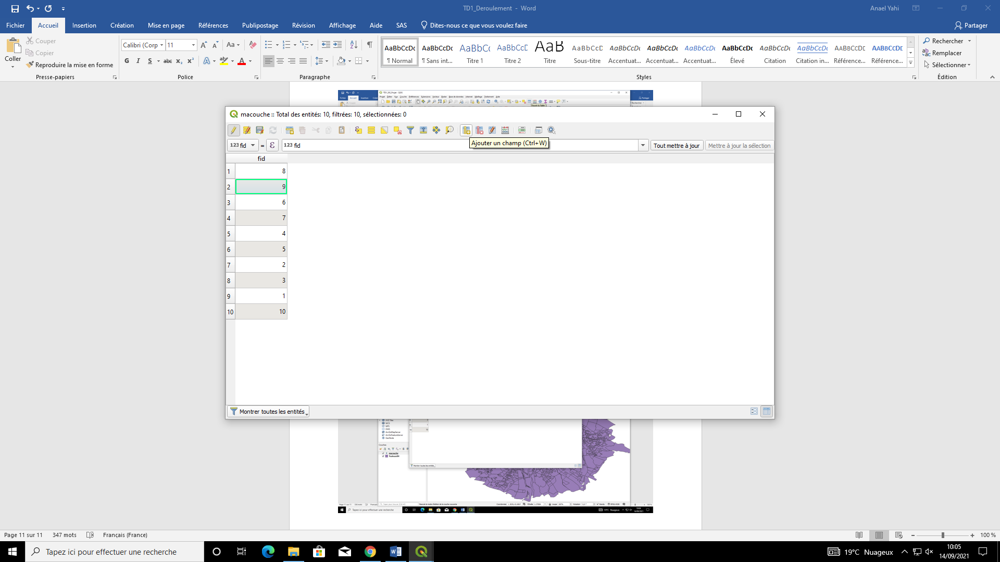 TD1_Deroulement - Word
Anael Yahi
Fichier Accueil Insertion Création Mise en page Références Publipostage Révision Affichage Aide SAS Dites-nous ce que vous voulez faire Partager
Coller
Couper
Copier
Reproduire la mise en forme
Presse-papiers
Calibri (Corp 11
G I S abc x₂ x²
Police
Paragraphe
AaBbCcDc AaBbCcDc AaBbCc AaBbCcD AaB AaBbCcD AaBbCcDc AaBbCcDc AaBbCcDc AaBbCcDc AaBbCcDc AaBbCcDc AABBCCDE AABBCCDE
¶ Normal ¶ Sans int... Titre 1 Titre 2 Titre Sous-titre Accentuat... Accentuat... Accentuat... Élevé Citation Citation in... Référence... Référence...
Styles
Rechercher
Remplacer
Sélectionner
Édition
macouche :: Total des entités: 10, filtrées: 10, sélectionnées: 0
Ajouter un champ (Ctrl+W)
123 fid = ε 123 fid Tout mettre à jour Mettre à jour la sélection
fid
1 8
2 9
3 6
4 7
5 4
6 5
7 2
8 3
9 1
10 10
Montrer toutes les entités
Page 11 sur 11 347 mots Français (France) 100 %
Tapez ici pour effectuer une recherche
19°C Nuageux
10:05
14/09/2021